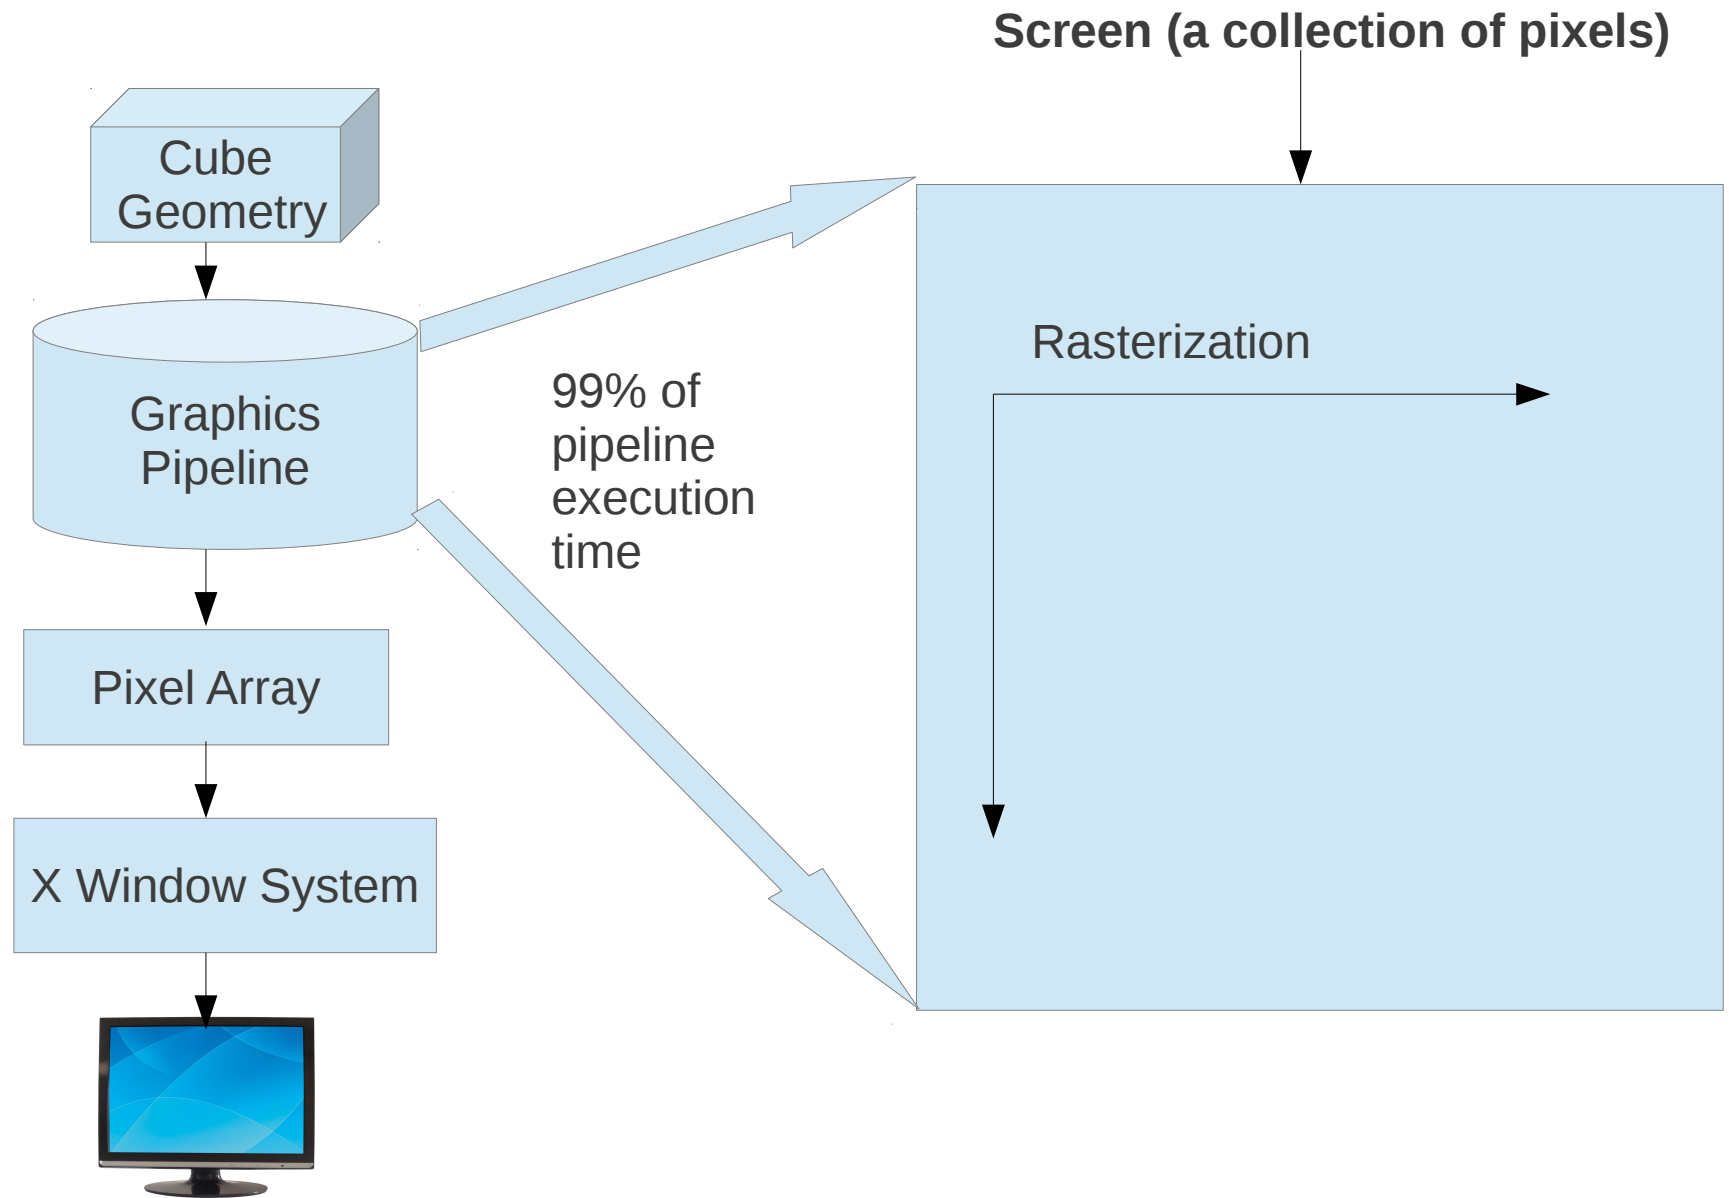 Screen (a collection of pixels)
Cube
Geometry
Graphics
Pipeline
99% of
pipeline
execution
time
Rasterization
Pixel Array
X Window System